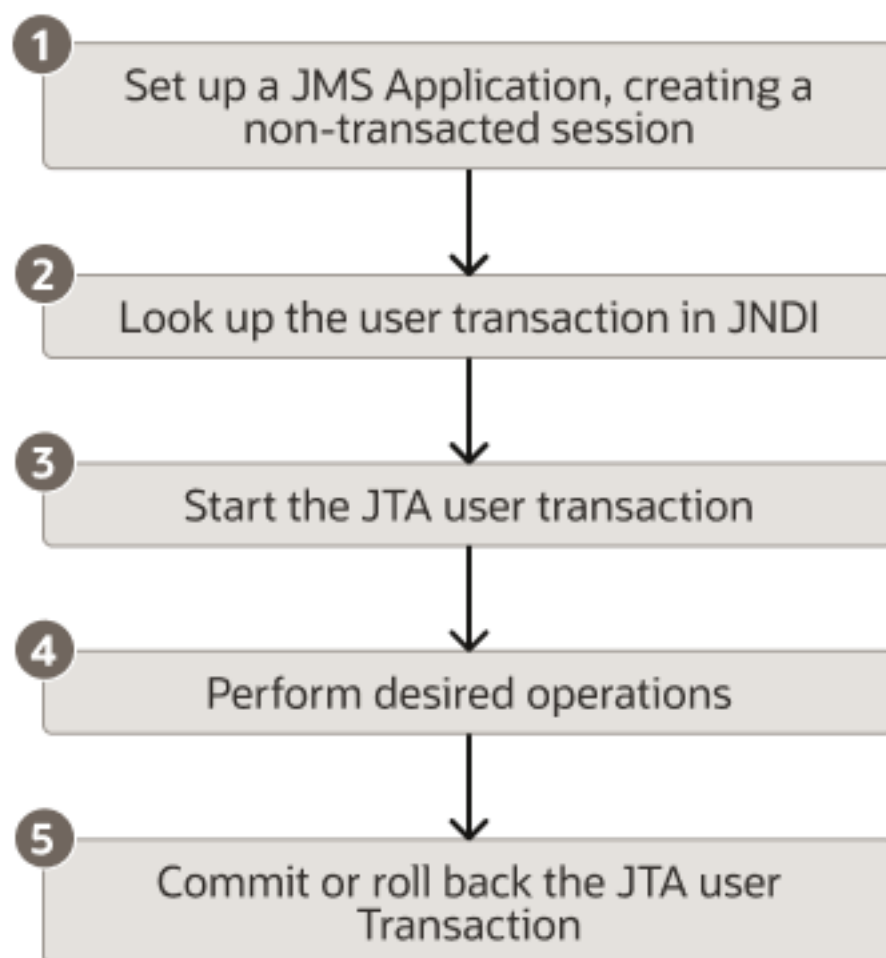 1
Set up a JMS Application, creating a
non-transacted session
2
Look up the user transaction in JNDI
3
Start the JTA user transaction
4
Perform desired operations
5
Commit or roll back the JTA user
Transaction